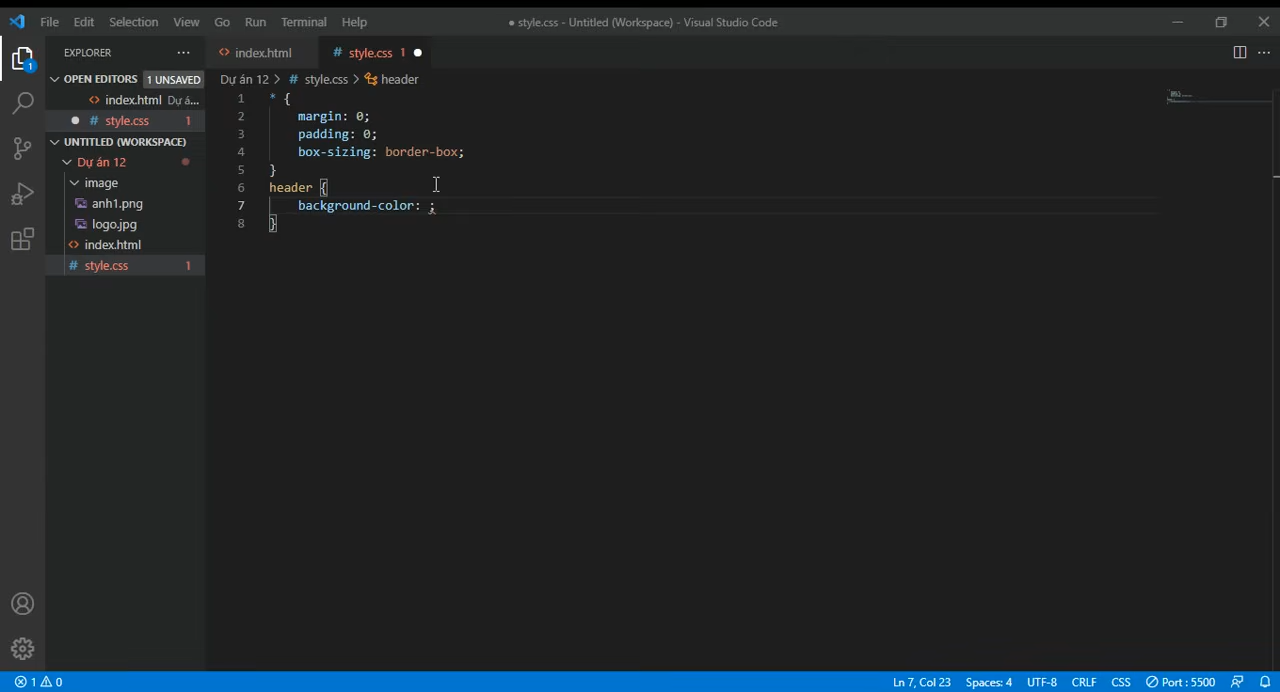 File Edit Selection View Go Run Terminal Help
● style.css - Untitled (Workspace) - Visual Studio Code
EXPLORER
index.html
# style.css 1
OPEN EDITORS 1 UNSAVED
Dự án 12 > # style.css > header
index.html Dự á...
# style.css 1
UNTITLED (WORKSPACE)
Dự án 12
image
anh1.png
logo.jpg
index.html
# style.css 1
1 * {
2 margin: 0;
3 padding: 0;
4 box-sizing: border-box;
5 }
6 header {
7 background-color: ;
8 }
1
1 0
Ln 7, Col 23 Spaces: 4 UTF-8 CRLF CSS Port : 5500